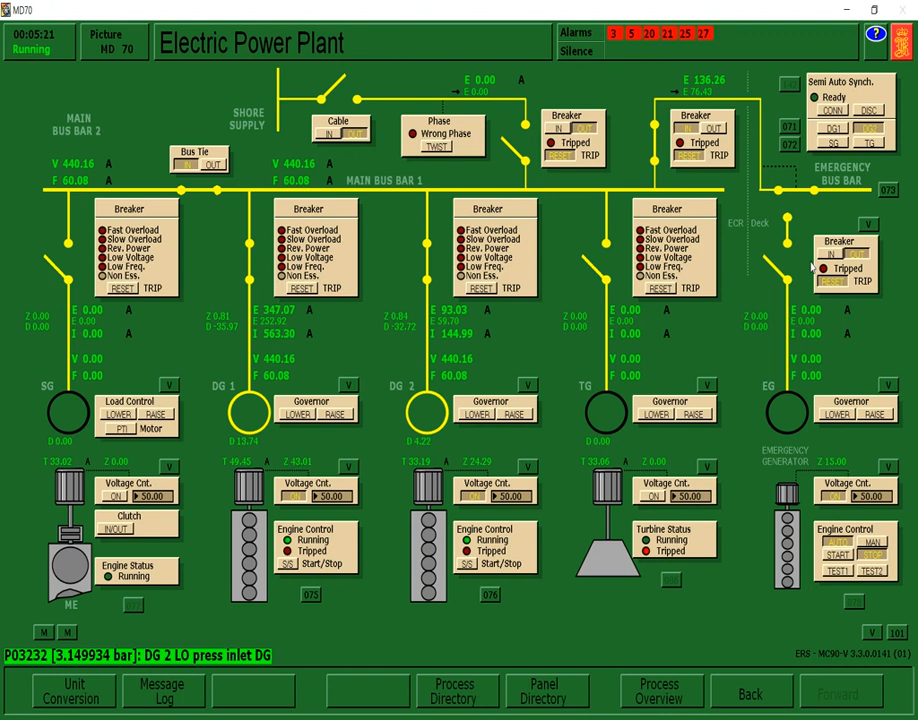 MD70
00:05:21
Running
Picture
MD 70
Electric Power Plant
Alarms 3 5 20 21 25 27
Silence
?
MAIN
BUS BAR 2
SHORE
SUPPLY
Cable
IN OUT
E 0.00 A
E 0.00
Phase
Wrong Phase
TWIST
Breaker
IN OUT
Tripped
RESET TRIP
E 136.26
E 76.43
Breaker
IN OUT
Tripped
RESET TRIP
Semi Auto Synch.
Ready
CONN DISC
DG1 DG2
SG TG
071
072
EMERGENCY
BUS BAR
073
Bus Tie
IN OUT
V 440.16
F 60.08 A
V 440.16
F 60.08 A
MAIN BUS BAR 1
ECR Deck
V
Breaker
Fast Overload
Slow Overload
Rev. Power
Low Voltage
Low Freq.
Non Ess.
RESET TRIP
Breaker
Fast Overload
Slow Overload
Rev. Power
Low Voltage
Low Freq.
Non Ess.
RESET TRIP
Breaker
Fast Overload
Slow Overload
Rev. Power
Low Voltage
Low Freq.
Non Ess.
RESET TRIP
Breaker
Fast Overload
Slow Overload
Rev. Power
Low Voltage
Low Freq.
Non Ess.
RESET TRIP
Breaker
IN OUT
Tripped
RESET TRIP
Z 0.00
D 0.00
E 0.00 A
E 0.00
I 0.00 A
V 0.00
F 0.00
Z 0.81
D -35.97
E 347.07 A
E 252.92
I 563.30 A
V 440.16
F 60.08
Z 0.84
D -32.72
E 93.03 A
E 59.70
I 144.99 A
V 440.16
F 60.08
Z 0.00
D 0.00
E 0.00 A
E 0.00
I 0.00 A
V 0.00
F 0.00
Z 0.00
D 0.00
E 0.00 A
E 0.00
I 0.00 A
V 0.00
F 0.00
SG
DG 1
V
DG 2
V
TG
V
EG
V
Load Control
LOWER RAISE
PTI Motor
Governor
LOWER RAISE
Governor
LOWER RAISE
Governor
LOWER RAISE
Governor
LOWER RAISE
D 0.00
D 13.74
D 4.22
D 0.00
EMERGENCY
GENERATOR
T 33.02 A Z 0.00 V
T 49.45 A Z 43.01 V
T 33.19 A Z 24.29 V
T 33.06 A Z 0.00 V
Z 15.00 V
Voltage Cnt.
ON 50.00
Voltage Cnt.
ON 50.00
Voltage Cnt.
ON 50.00
Voltage Cnt.
ON 50.00
Voltage Cnt.
ON 50.00
Clutch
IN/OUT
Engine Status
Running
ME
Engine Control
Running
Tripped
S/S Start/Stop
075
Engine Control
Running
Tripped
S/S Start/Stop
076
Turbine Status
Running
Tripped
Engine Control
AUTO MAN
START STOP
TEST1 TEST2
M M
V 101
P03232 [3.149934 bar]: DG 2 LO press inlet DG
ERS - MC90-V 3.3.0.0141 (01)
Unit
Conversion
Message
Log
Process
Directory
Panel
Directory
Process
Overview
Back
Forward